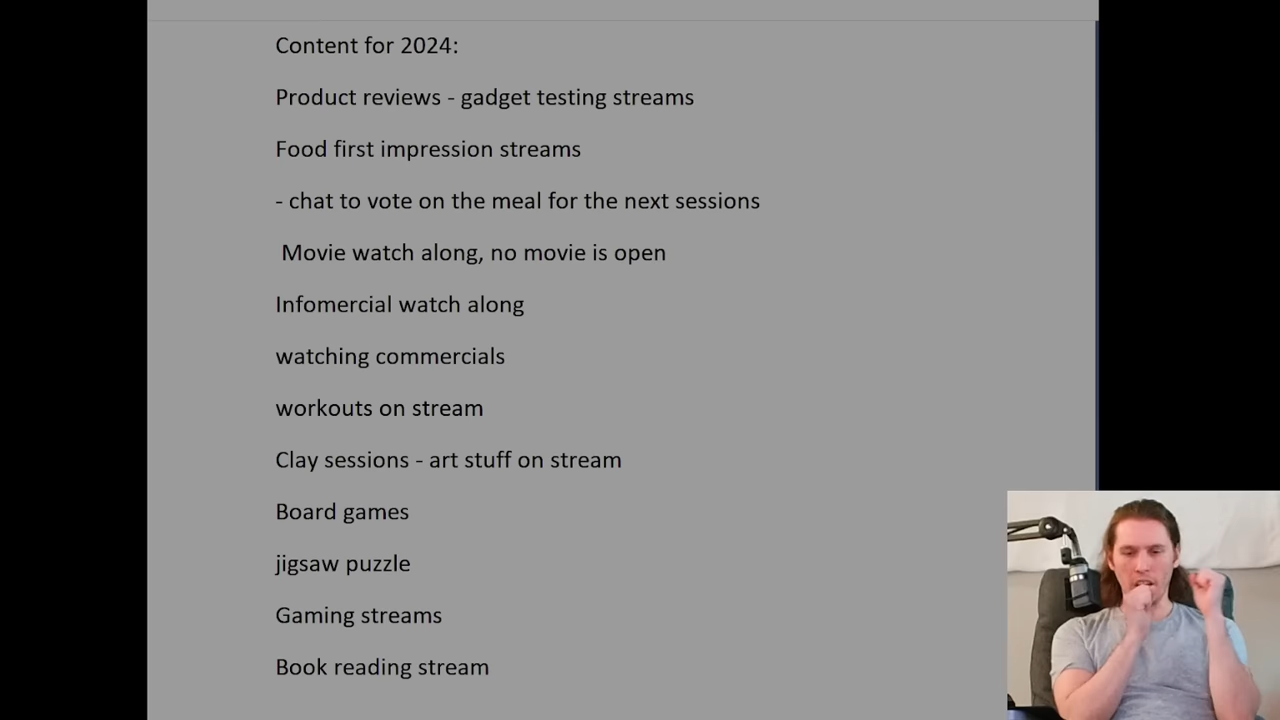 Content for 2024:
Product reviews - gadget testing streams
Food first impression streams
- chat to vote on the meal for the next sessions
Movie watch along, no movie is open
Infomercial watch along
watching commercials
workouts on stream
Clay sessions - art stuff on stream
Board games
jigsaw puzzle
Gaming streams
Book reading stream